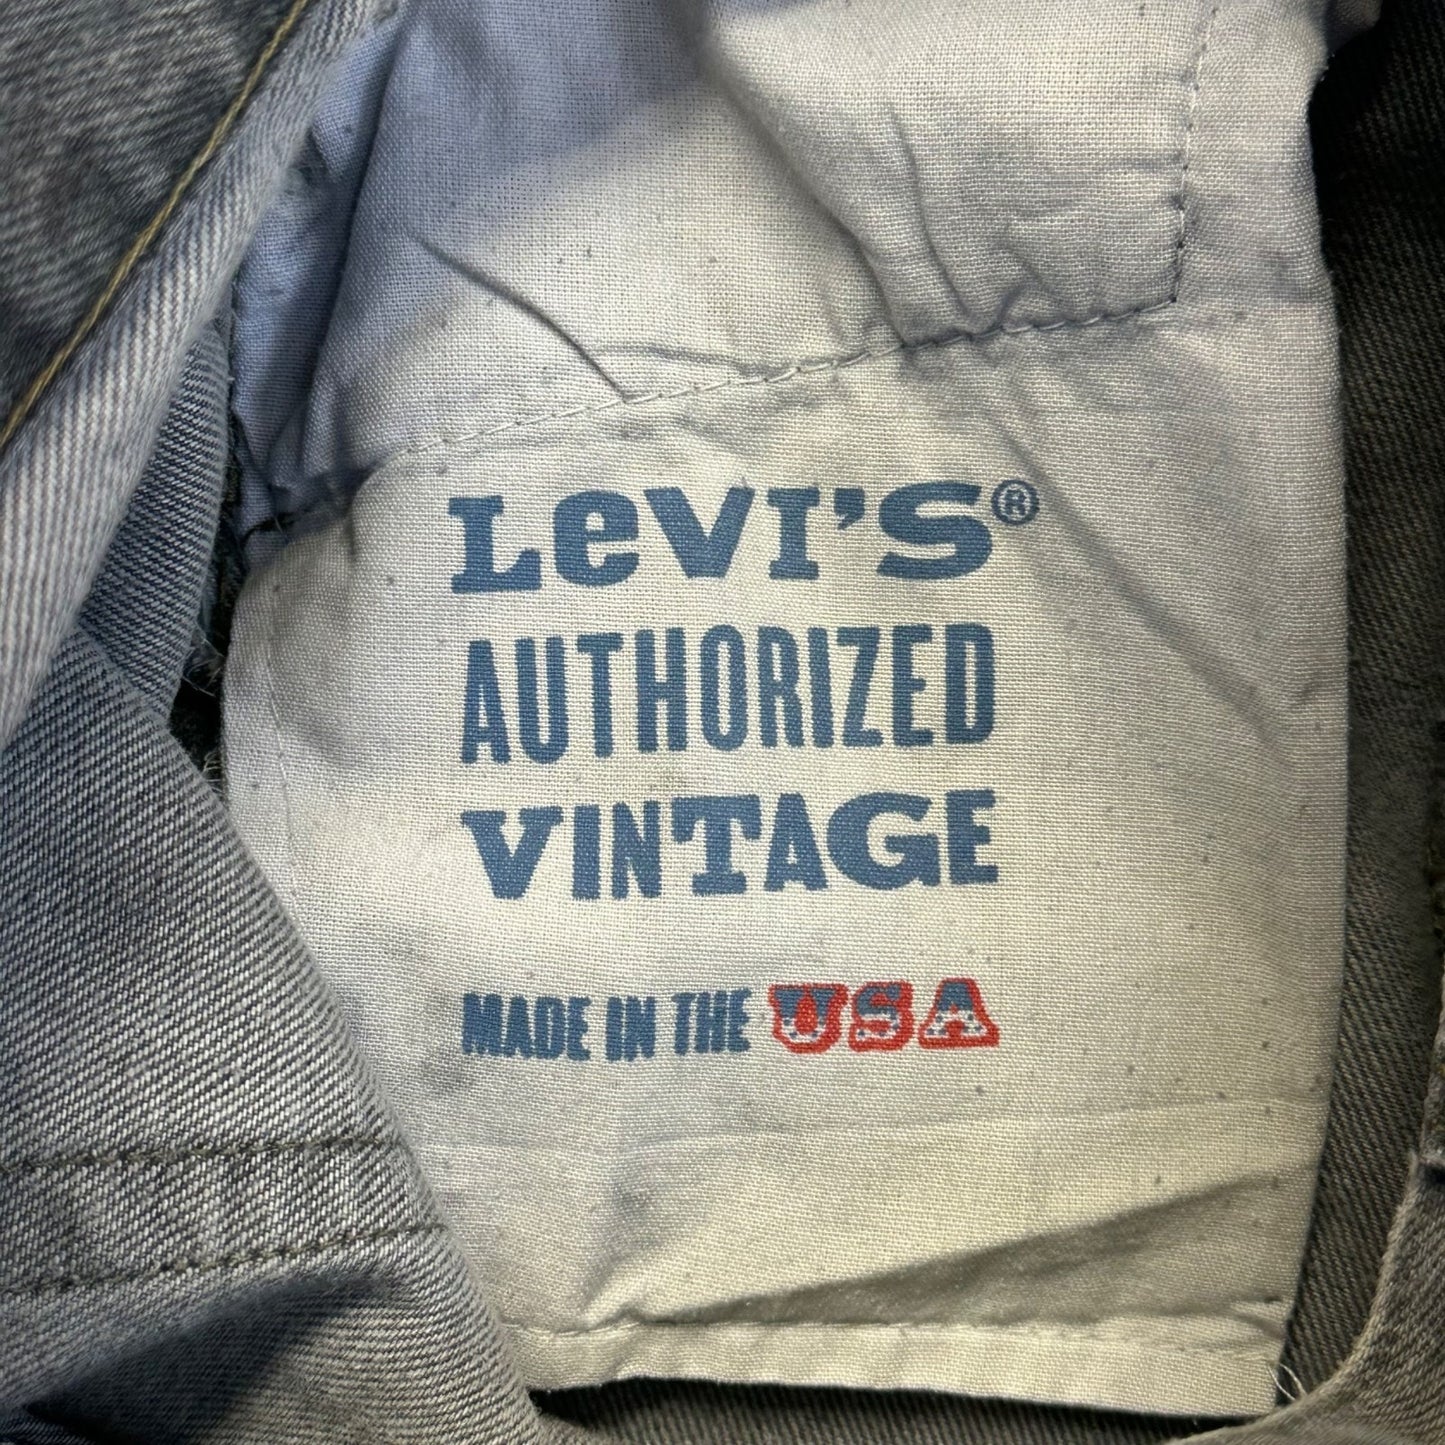 LeVI'S®
AUTHORIZED
VINTAGE
MADE IN THE USA